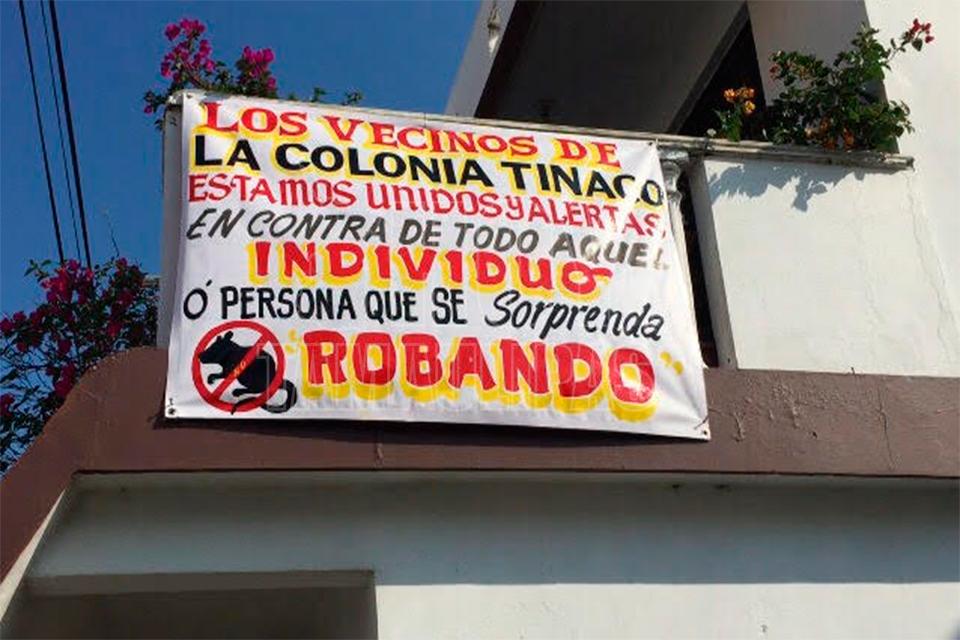 LOS VECINOS DE
LA COLONIA TINACO
ESTAMOS UNIDOS Y ALERTAS
EN CONTRA DE TODO AQUEL
INDIVIDUO
Ó PERSONA QUE SE Sorprenda
"ROBANDO"